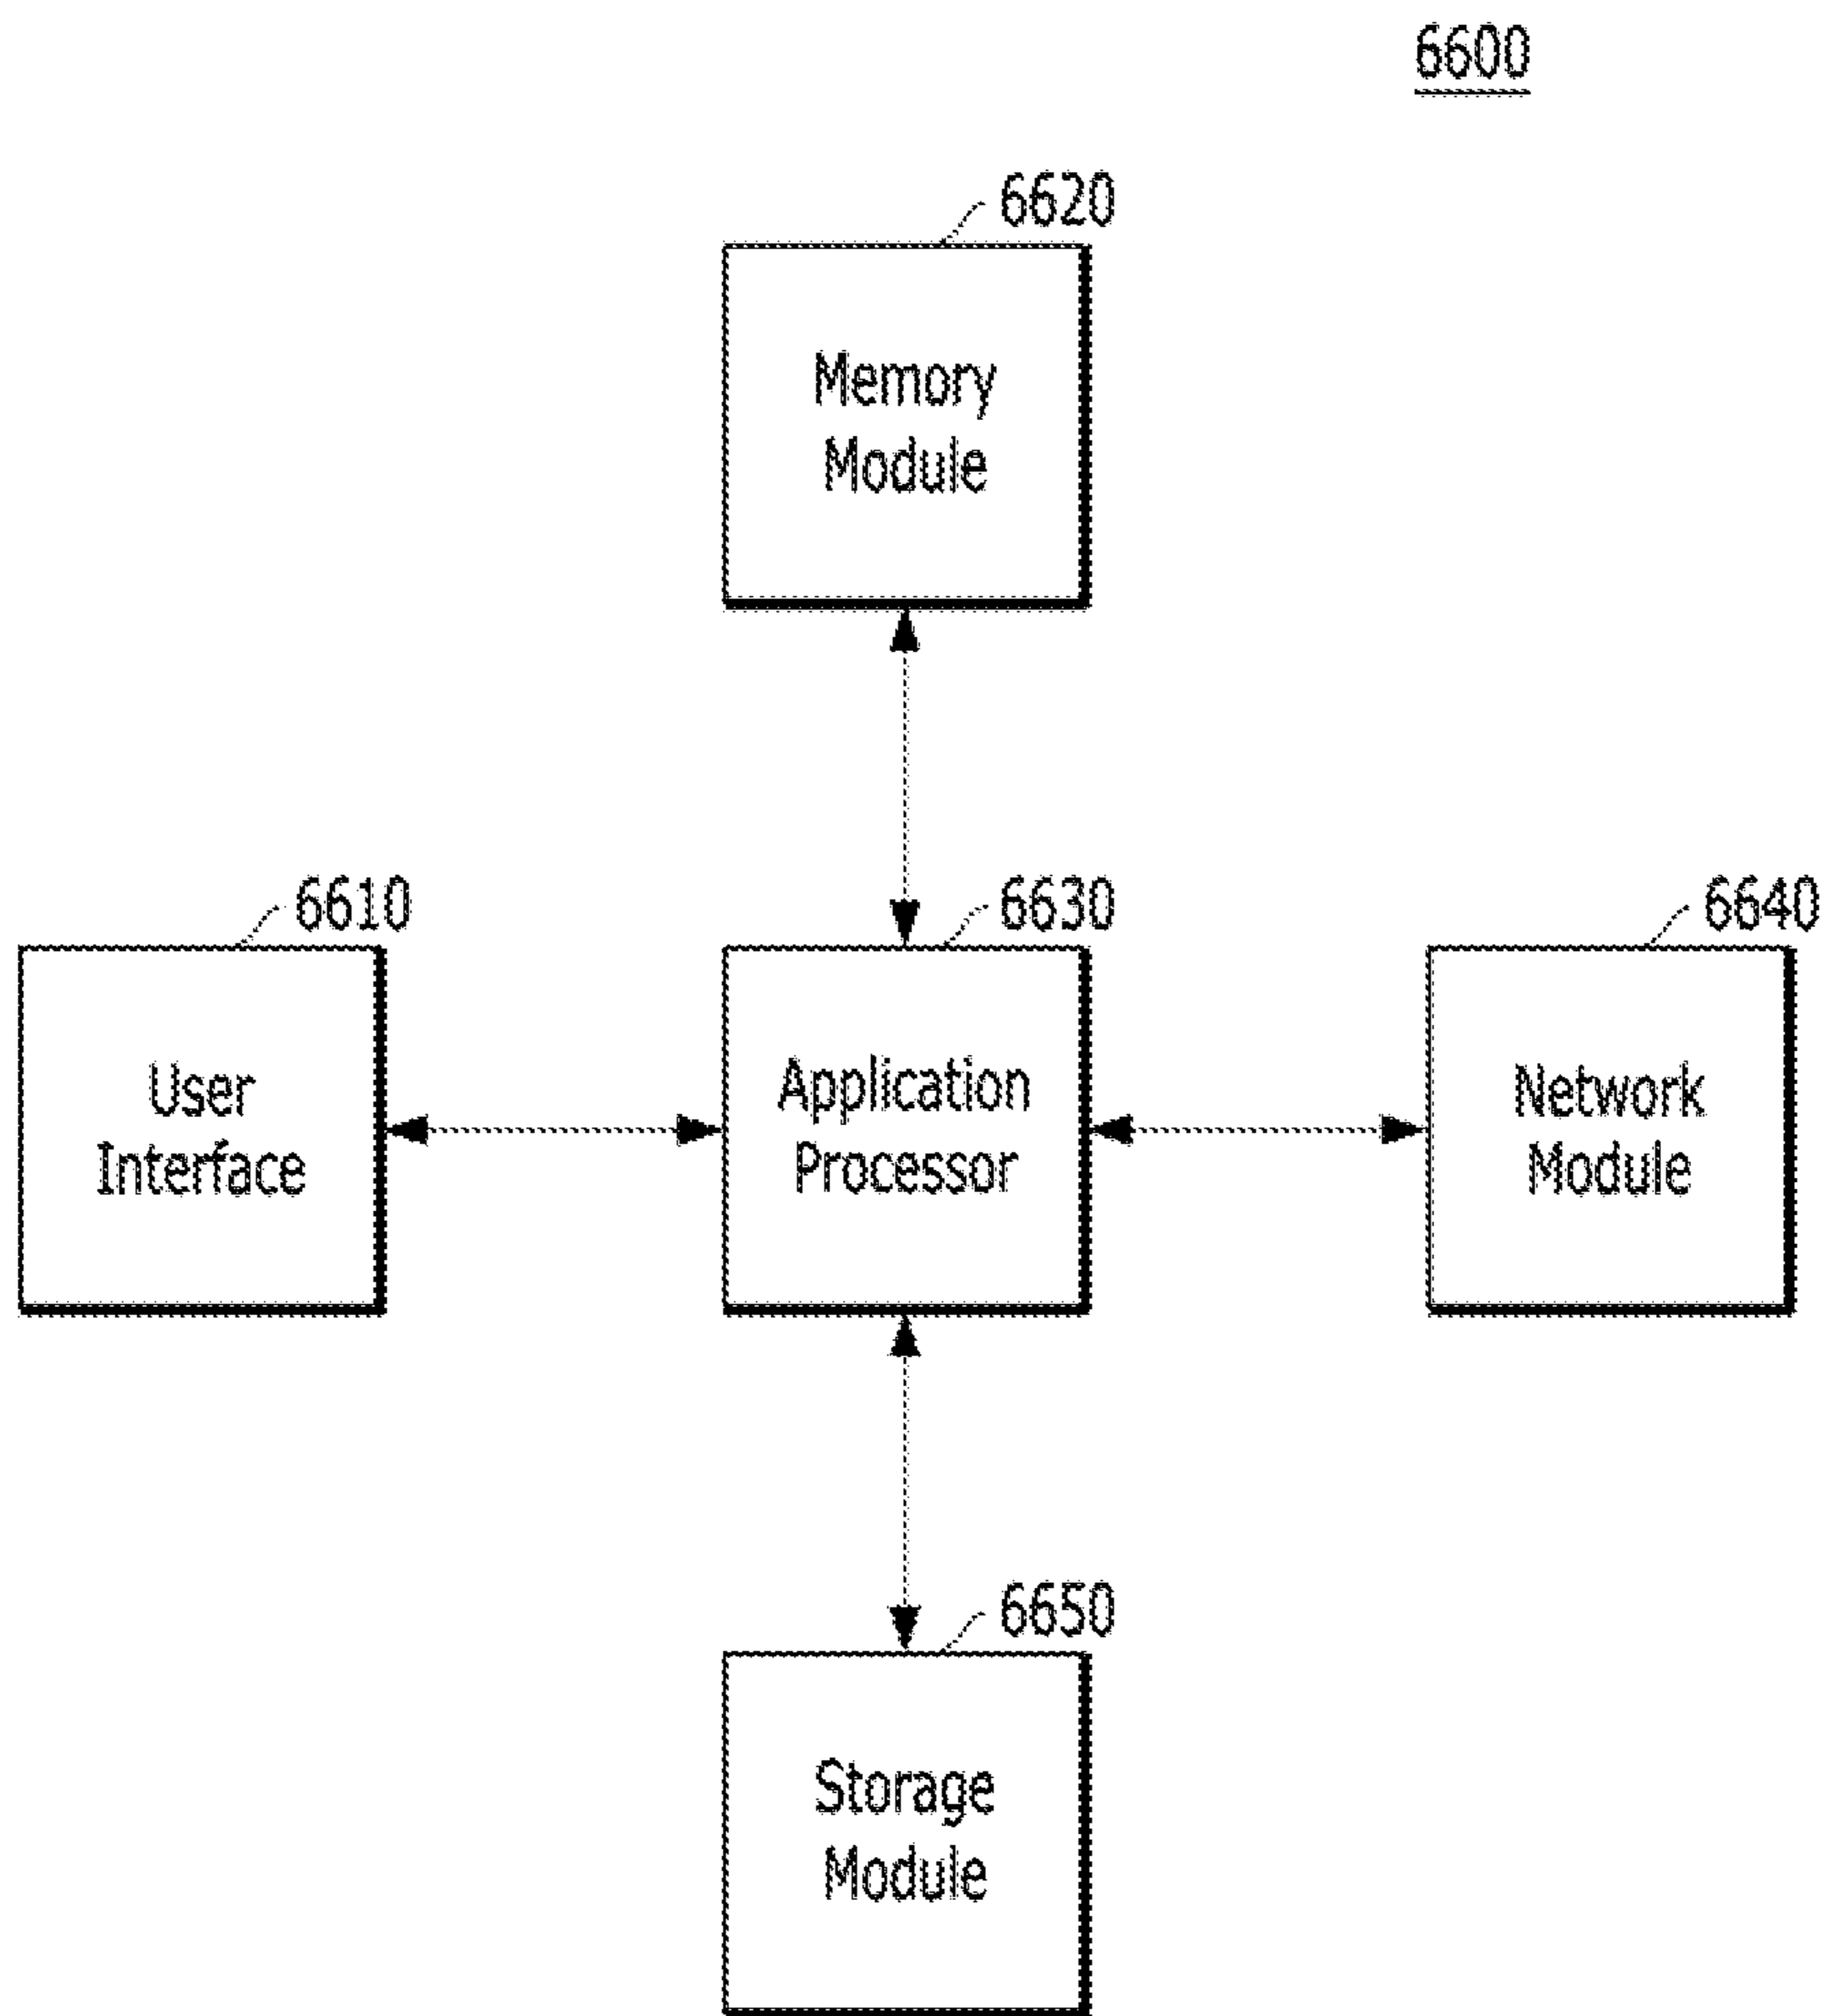 6600
6620
Memory
Module
6610
User
Interface
6630
Application
Processor
6640
Network
Module
6650
Storage
Module